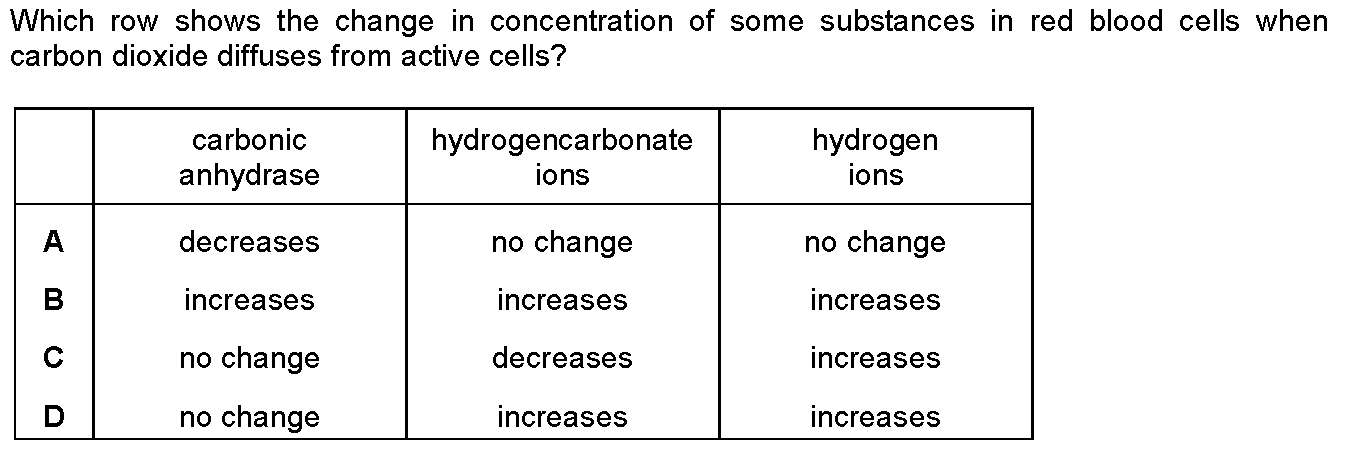 Which row shows the change in concentration of some substances in red blood cells when
carbon dioxide diffuses from active cells?
carbonic anhydrase hydrogencarbonate ions hydrogen ions
A decreases no change no change
B increases increases increases
C no change decreases increases
D no change increases increases